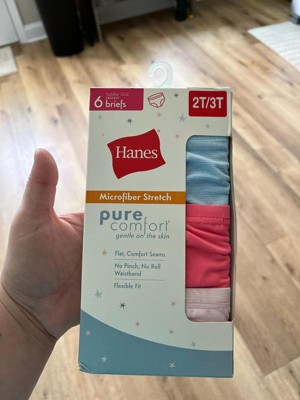 6 briefs
2T/3T
Hanes
Microfiber Stretch
pure
comfort®
gentle on the skin
Flat, Comfort Seams
No Pinch, No Roll
Waistband
Flexible Fit